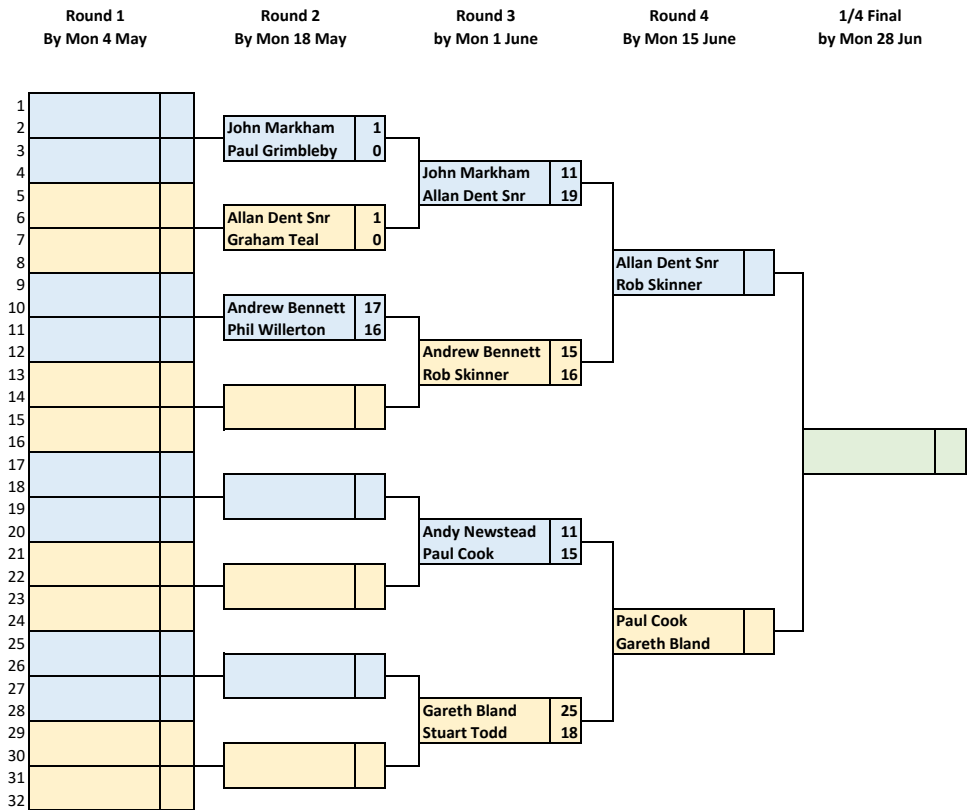 Round 1 Round 2 Round 3 Round 4 1/4 Final
By Mon 4 May By Mon 18 May by Mon 1 June By Mon 15 June by Mon 28 Jun
1
2 John Markham 1
3 Paul Grimbleby 0
4 John Markham 11
5 Allan Dent Snr 19
6 Allan Dent Snr 1
7 Graham Teal 0
8 Allan Dent Snr
9 Rob Skinner
10 Andrew Bennett 17
11 Phil Willerton 16
12 Andrew Bennett 15
13 Rob Skinner 16
14
15
16
17
18
19
20 Andy Newstead 11
21 Paul Cook 15
22
23
24 Paul Cook
25 Gareth Bland
26
27
28 Gareth Bland 25
29 Stuart Todd 18
30
31
32